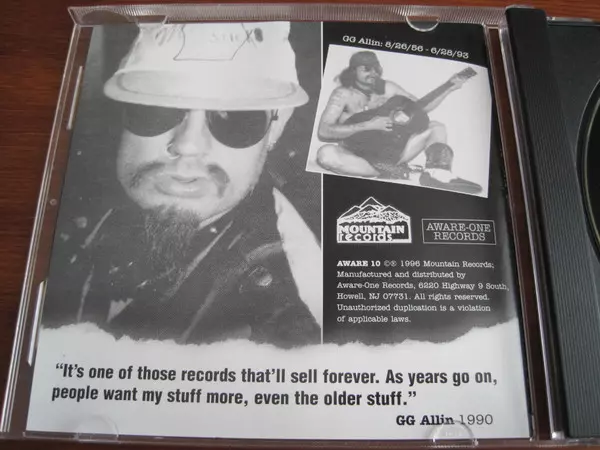 GG Allin: 8/26/56 - 6/28/93
MOUNTAIN
records
AWARE-ONE
RECORDS
AWARE 10 ©℗ 1996 Mountain Records;
Manufactured and distributed by
Aware-One Records; 6220 Highway 9 South,
Howell, NJ 07731. All rights reserved.
Unauthorized duplication is a violation
of applicable laws.
“It's one of those records that'll sell forever. As years go on,
people want my stuff more, even the older stuff.”
GG Allin 1990